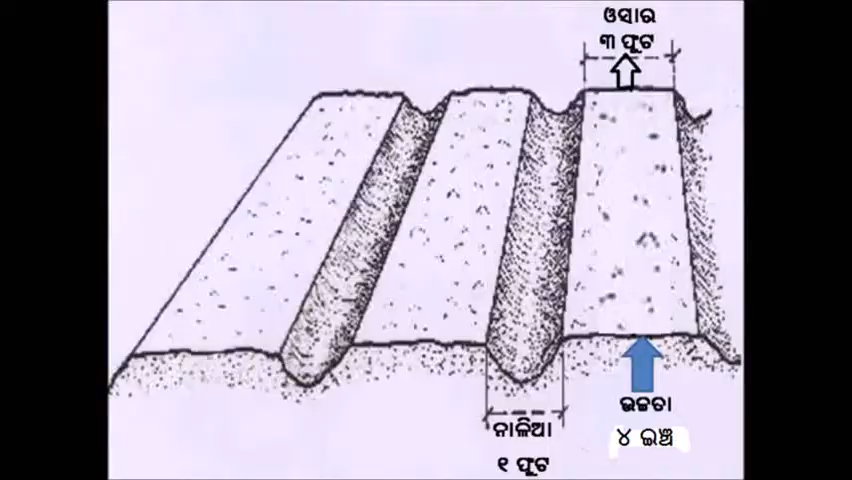 ଓସାର
୩ ଫୁଟ
ଉଚ୍ଚତା
୪ ଇଞ୍ଚ
ନାଳିଆ
୧ ଫୁଟ